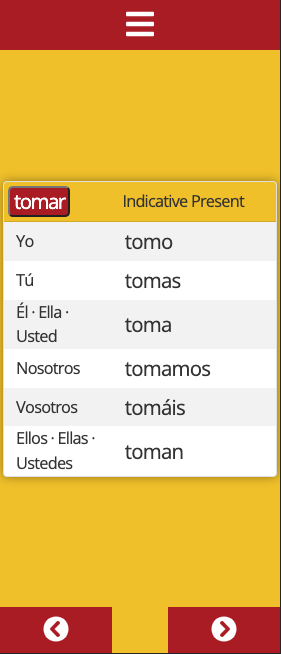 tomar Indicative Present
Yo tomo
Tú tomas
Él · Ella ·
Usted toma
Nosotros tomamos
Vosotros tomáis
Ellos · Ellas ·
Ustedes toman